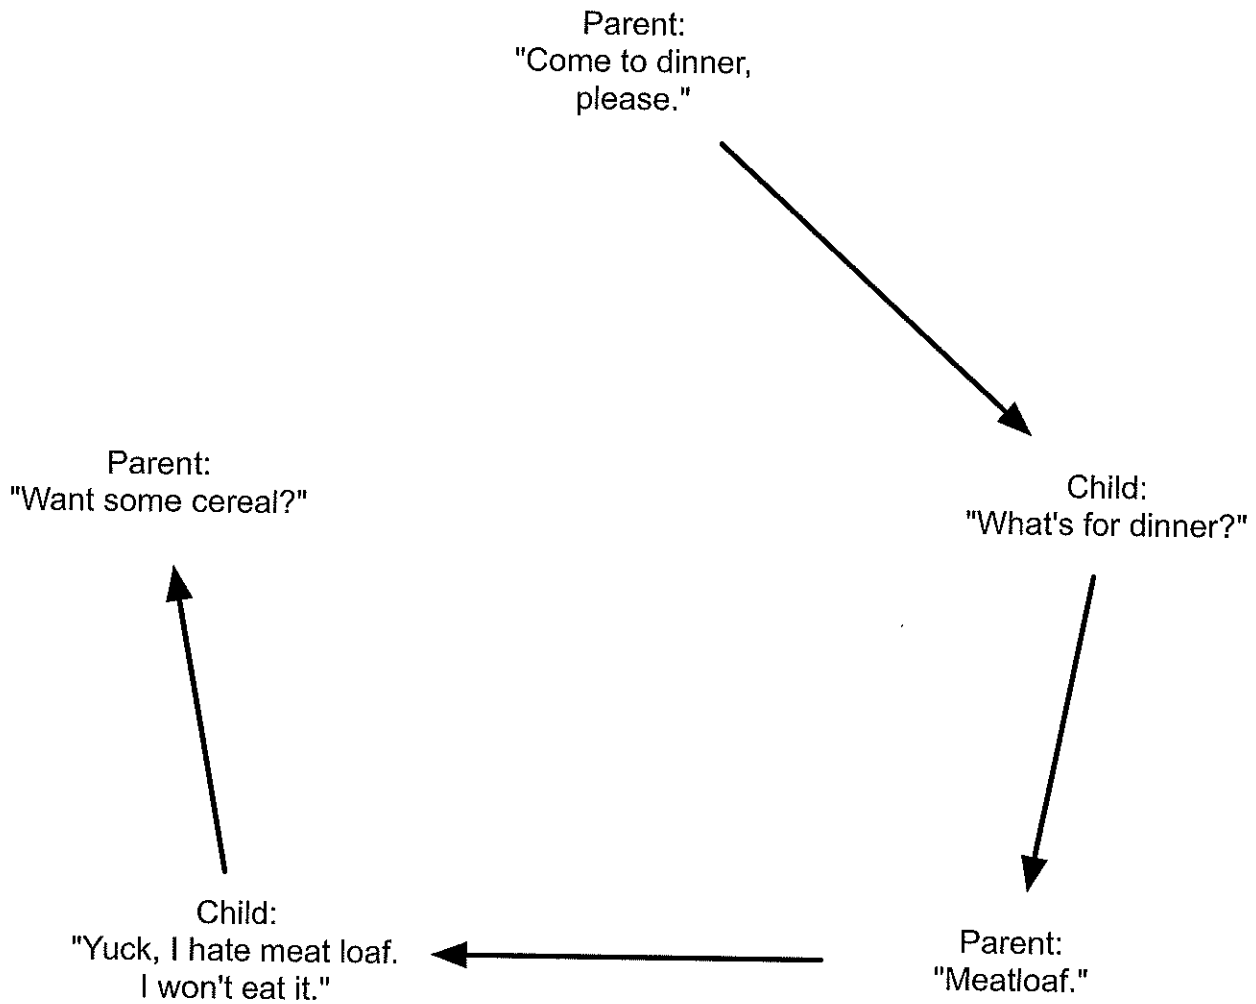 Parent:
"Come to dinner,
please."
Child:
"What's for dinner?"
Parent:
"Meatloaf."
Child:
"Yuck, I hate meat loaf.
I won't eat it."
Parent:
"Want some cereal?"